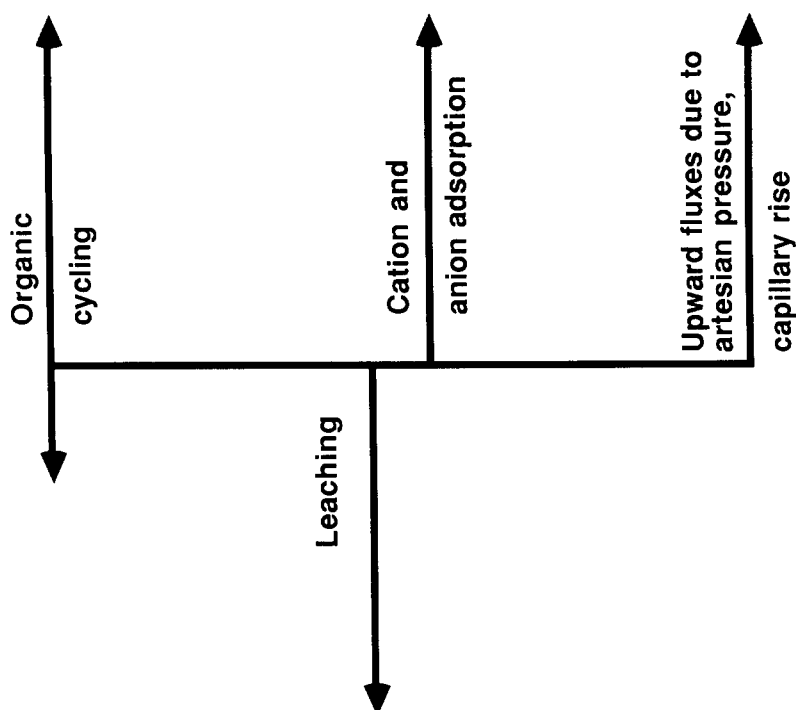 Organic
cycling
Leaching
Cation and
anion adsorption
Upward fluxes due to
artesian pressure,
capillary rise